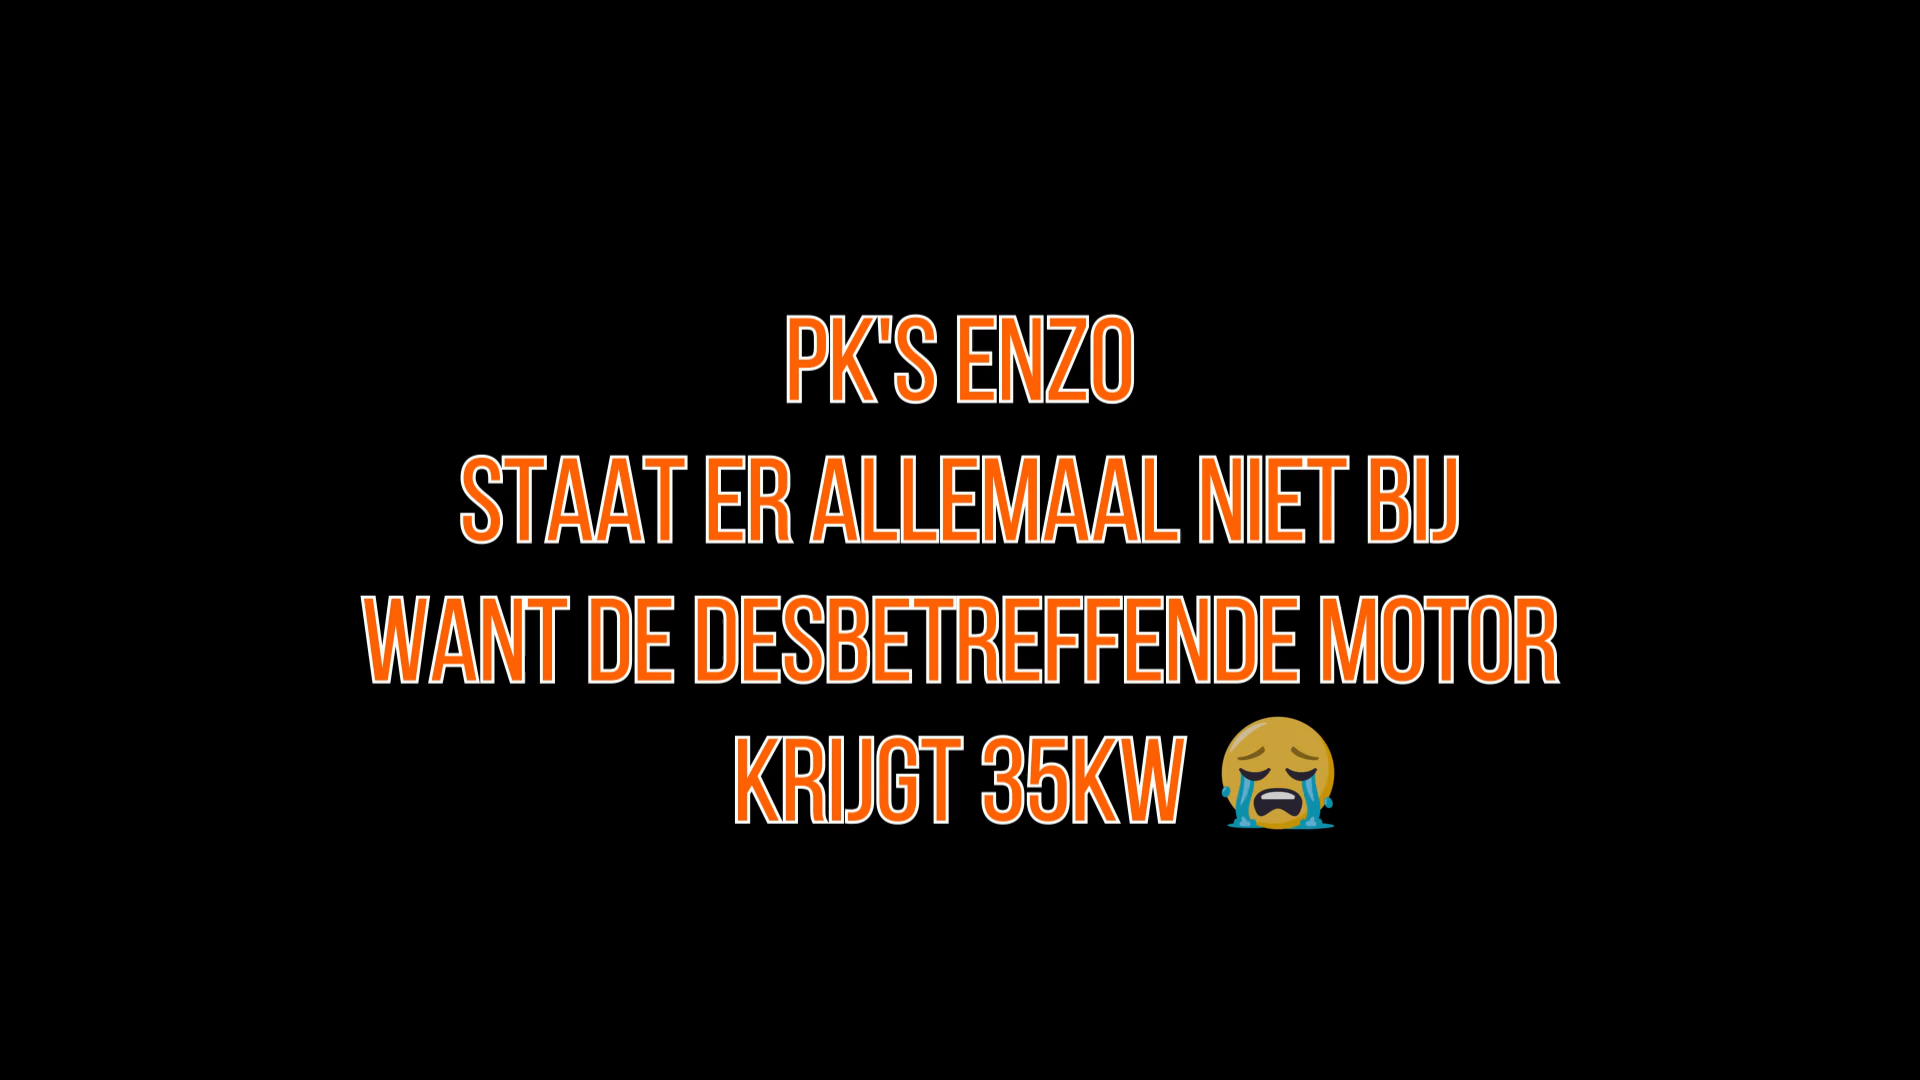 PK'S ENZO
STAAT ER ALLEMAAL NIET BIJ
WANT DE DESBETREFFENDE MOTOR
KRIJGT 35KW 😭